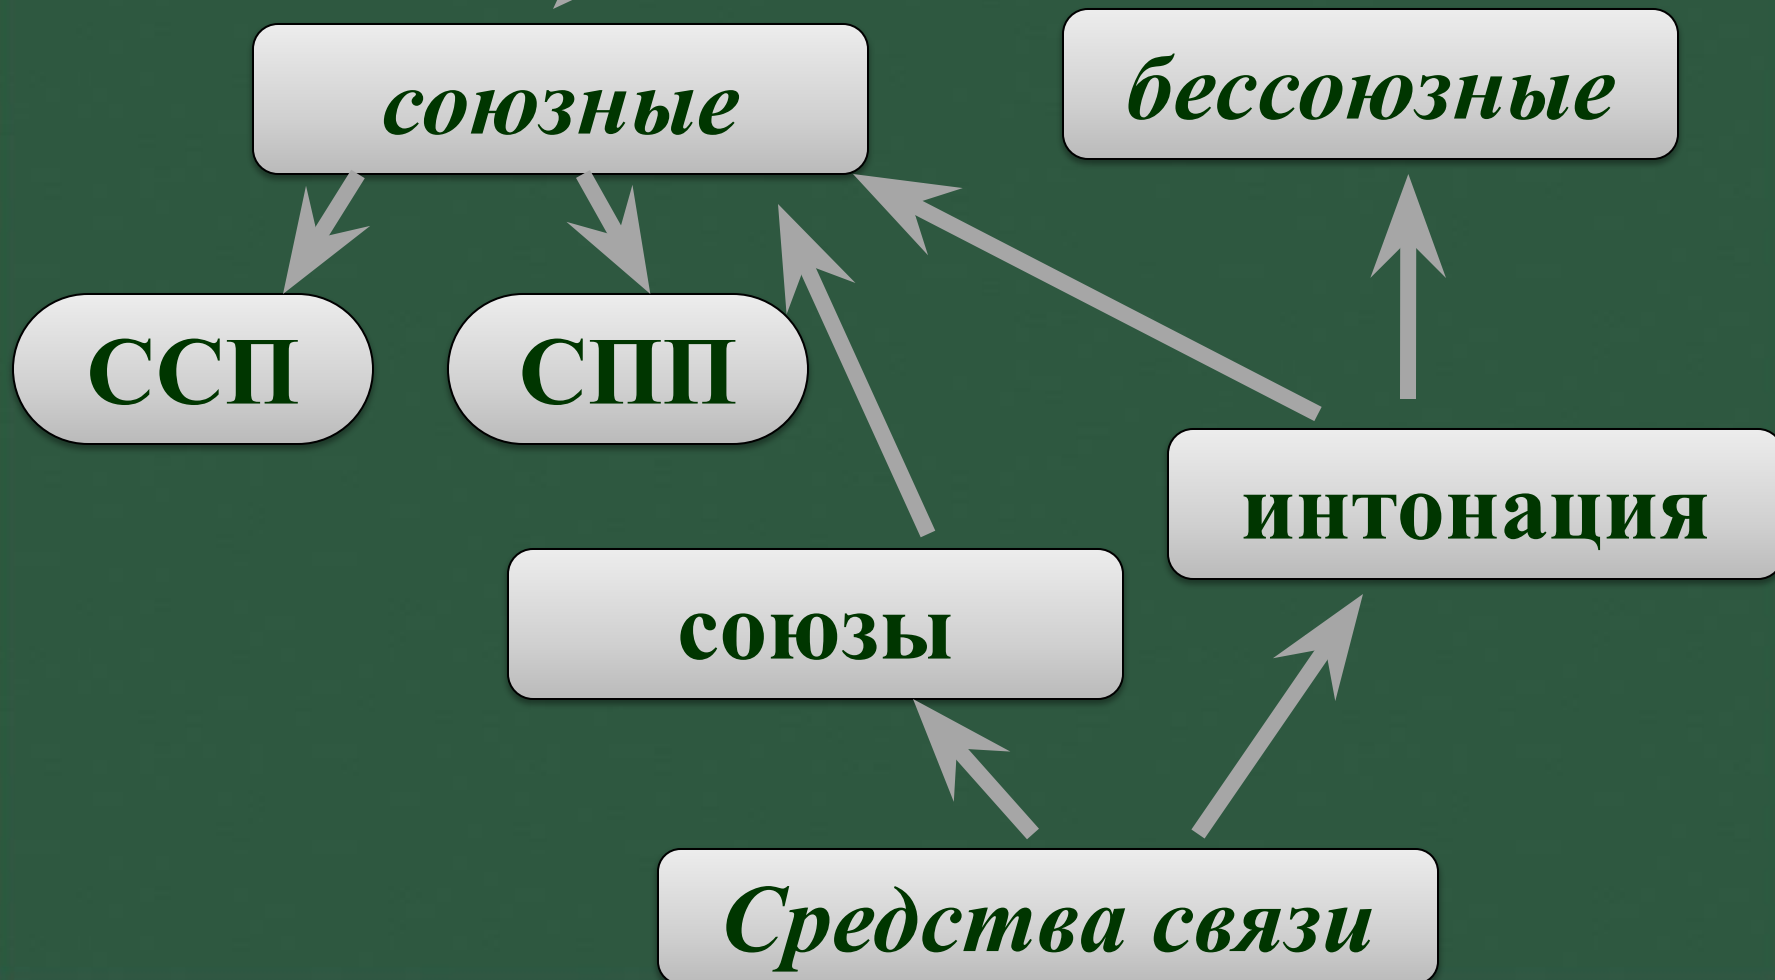 союзные
бессоюзные
ССП
СПП
интонация
союзы
Средства связи